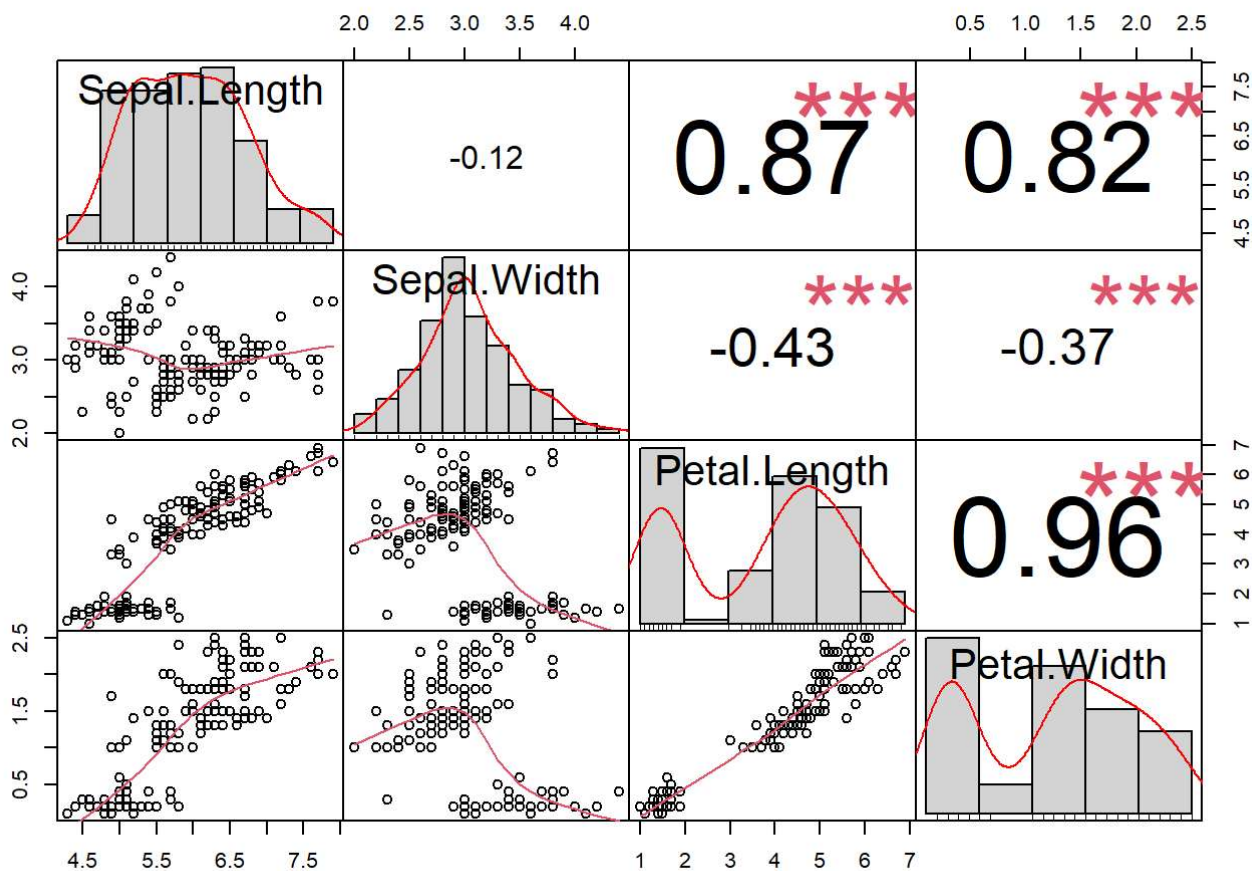 2.0 2.5 3.0 3.5 4.0 0.5 1.0 1.5 2.0 2.5
Sepal.Length -0.12 0.87 *** 0.82 *** 4.5 5.5 6.5 7.5
2.0 3.0 4.0 Sepal.Width -0.43 *** -0.37 ***
Petal.Length 0.96 *** 1 2 3 4 5 6 7
0.5 1.5 2.5 Petal.Width
4.5 5.5 6.5 7.5 1 2 3 4 5 6 7